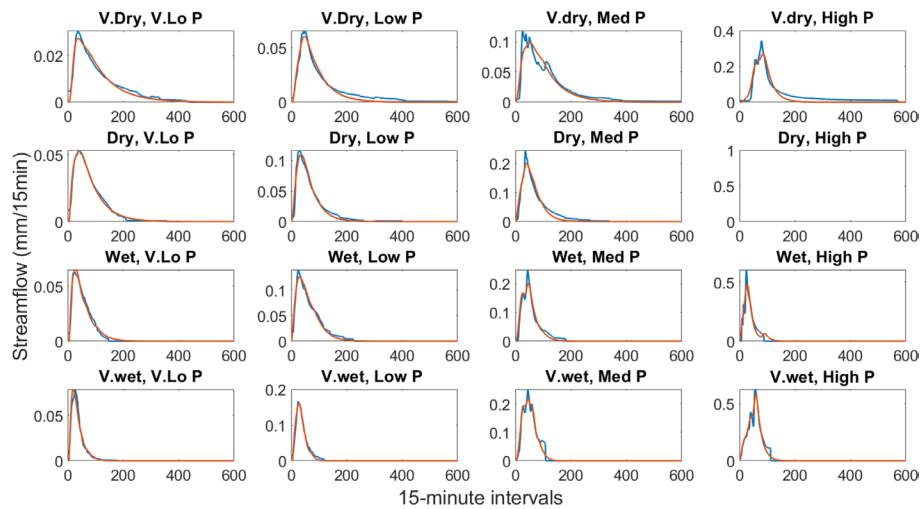 V.Dry, V.Lo P
V.Dry, Low P
V.dry, Med P
V.dry, High P
0.02
0
0 200 400 600
0.05
0
0 200 400 600
0.1
0.05
0
0 200 400 600
0.4
0.2
0
0 200 400 600
Dry, V.Lo P
Dry, Low P
Dry, Med P
Dry, High P
0.05
0
0 200 400 600
0.1
0.05
0
0 200 400 600
0.2
0.1
0
0 200 400 600
1
0.5
0
0 200 400 600
Wet, V.Lo P
Wet, Low P
Wet, Med P
Wet, High P
0.05
0
0 200 400 600
0.1
0.05
0
0 200 400 600
0.2
0.1
0
0 200 400 600
0.5
0
0 200 400 600
V.wet, V.Lo P
V.wet, Low P
V.wet, Med P
V.wet, High P
0.05
0
0 200 400 600
0.2
0.1
0
0 200 400 600
0.2
0.1
0
0 200 400 600
0.5
0
0 200 400 600
Streamflow (mm/15min)
15-minute intervals